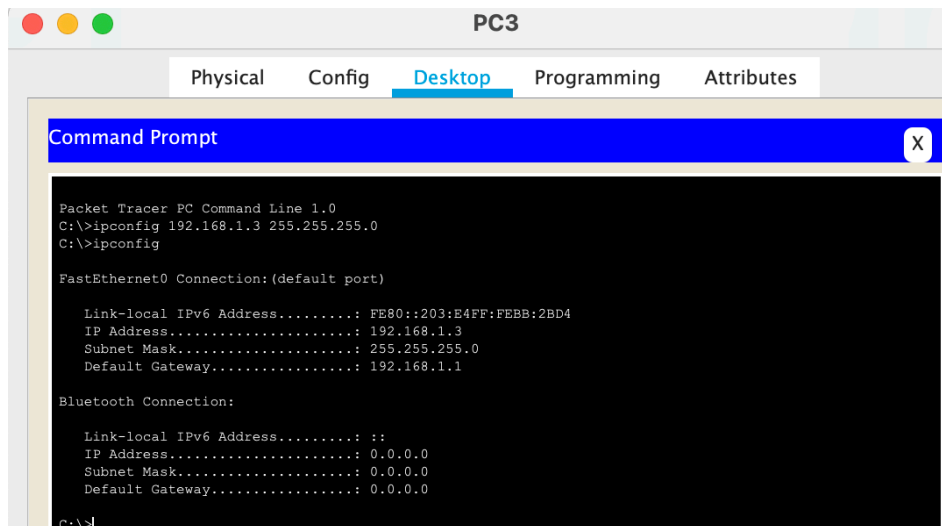 PC3
Physical Config Desktop Programming Attributes
Command Prompt
X
Packet Tracer PC Command Line 1.0
C:\>ipconfig 192.168.1.3 255.255.255.0
C:\>ipconfig
FastEthernet0 Connection:(default port)
Link-local IPv6 Address.........: FE80::203:E4FF:FEBB:2BD4
IP Address......................: 192.168.1.3
Subnet Mask.....................: 255.255.255.0
Default Gateway.................: 192.168.1.1
Bluetooth Connection:
Link-local IPv6 Address.........: ::
IP Address......................: 0.0.0.0
Subnet Mask.....................: 0.0.0.0
Default Gateway.................: 0.0.0.0
C:\>